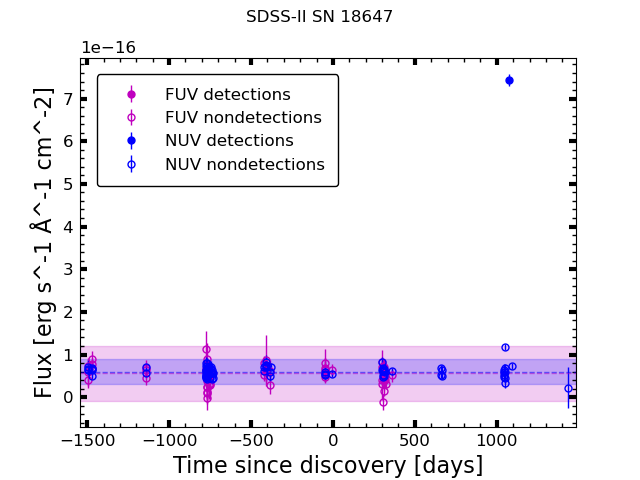 SDSS-II SN 18647
1e−16
FUV detections
FUV nondetections
NUV detections
NUV nondetections
7
6
5
4
3
2
1
0
Flux [erg s^-1 Å^-1 cm^-2]
−1500 −1000 −500 0 500 1000
Time since discovery [days]